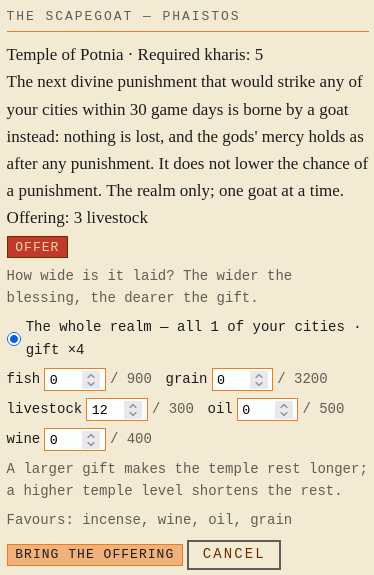 THE SCAPEGOAT — PHAISTOS
Temple of Potnia · Required kharis: 5
The next divine punishment that would strike any of
your cities within 30 game days is borne by a goat
instead: nothing is lost, and the gods' mercy holds as
after any punishment. It does not lower the chance of
a punishment. The realm only; one goat at a time.
Offering: 3 livestock
OFFER
How wide is it laid? The wider the
blessing, the dearer the gift.
The whole realm — all 1 of your cities ·
gift ×4
fish 0 / 900 grain 0 / 3200
livestock 12 / 300 oil 0 / 500
wine 0 / 400
A larger gift makes the temple rest longer;
a higher temple level shortens the rest.
Favours: incense, wine, oil, grain
BRING THE OFFERING CANCEL